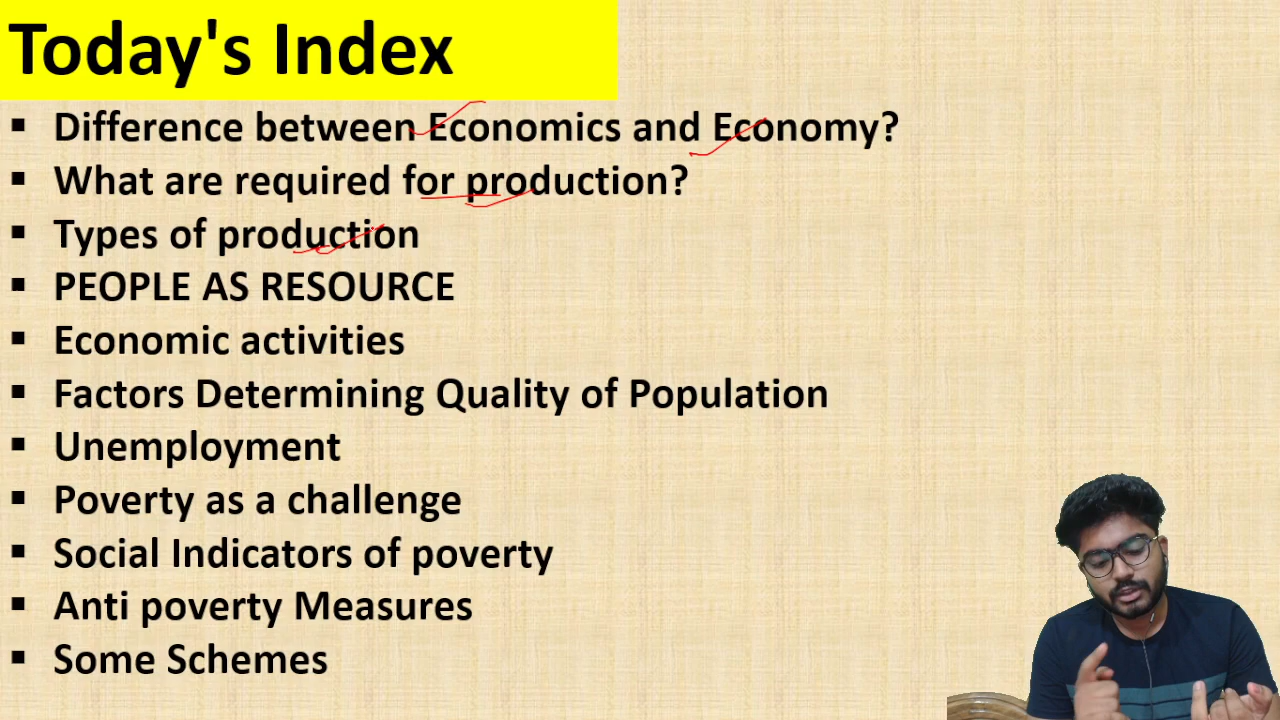 Today's Index
▪ Difference between Economics and Economy?
▪ What are required for production?
▪ Types of production
▪ PEOPLE AS RESOURCE
▪ Economic activities
▪ Factors Determining Quality of Population
▪ Unemployment
▪ Poverty as a challenge
▪ Social Indicators of poverty
▪ Anti poverty Measures
▪ Some Schemes